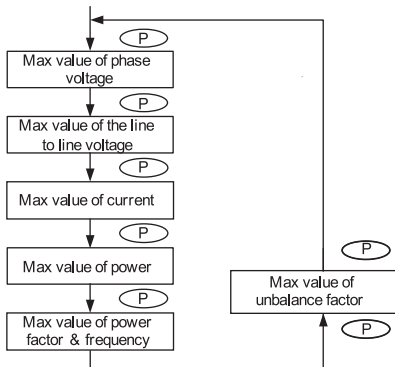 P
Max value of phase
voltage
P
Max value of the line
to line voltage
P
Max value of current
P
Max value of power
P
Max value of power
factor & frequency
P
Max value of
unbalance factor
P